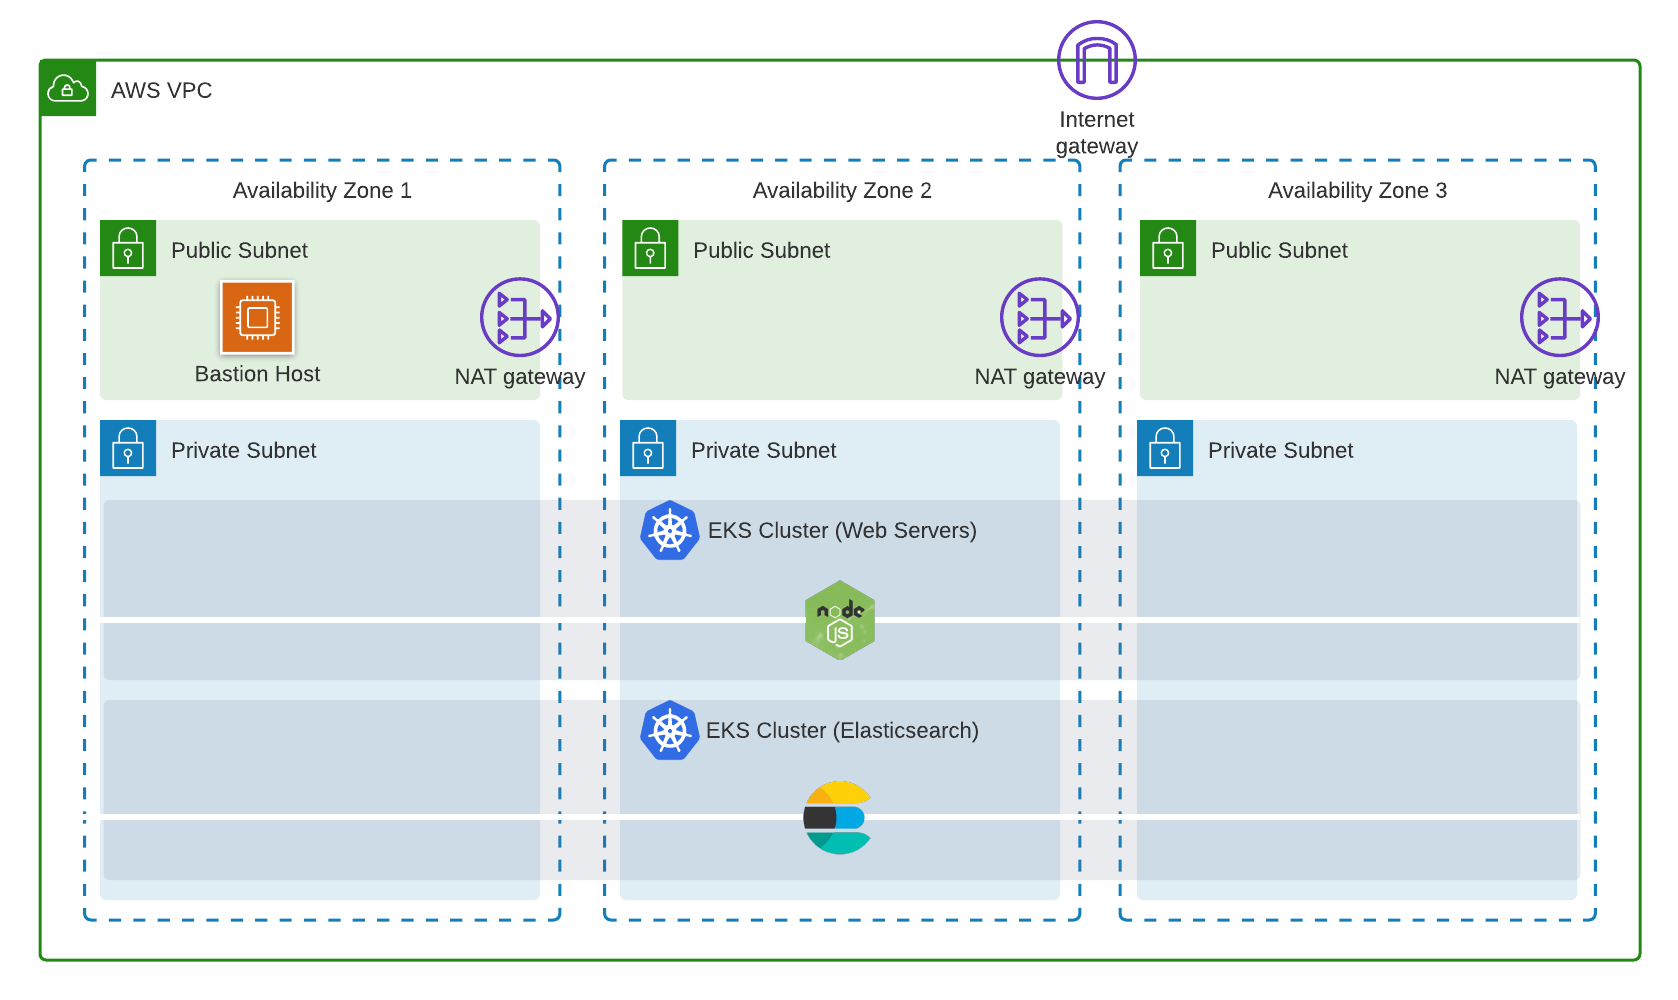 AWS VPC
Internet
gateway
Availability Zone 1
Availability Zone 2
Availability Zone 3
Public Subnet
Public Subnet
Public Subnet
Bastion Host
NAT gateway
NAT gateway
NAT gateway
Private Subnet
Private Subnet
Private Subnet
EKS Cluster (Web Servers)
node
JS
EKS Cluster (Elasticsearch)